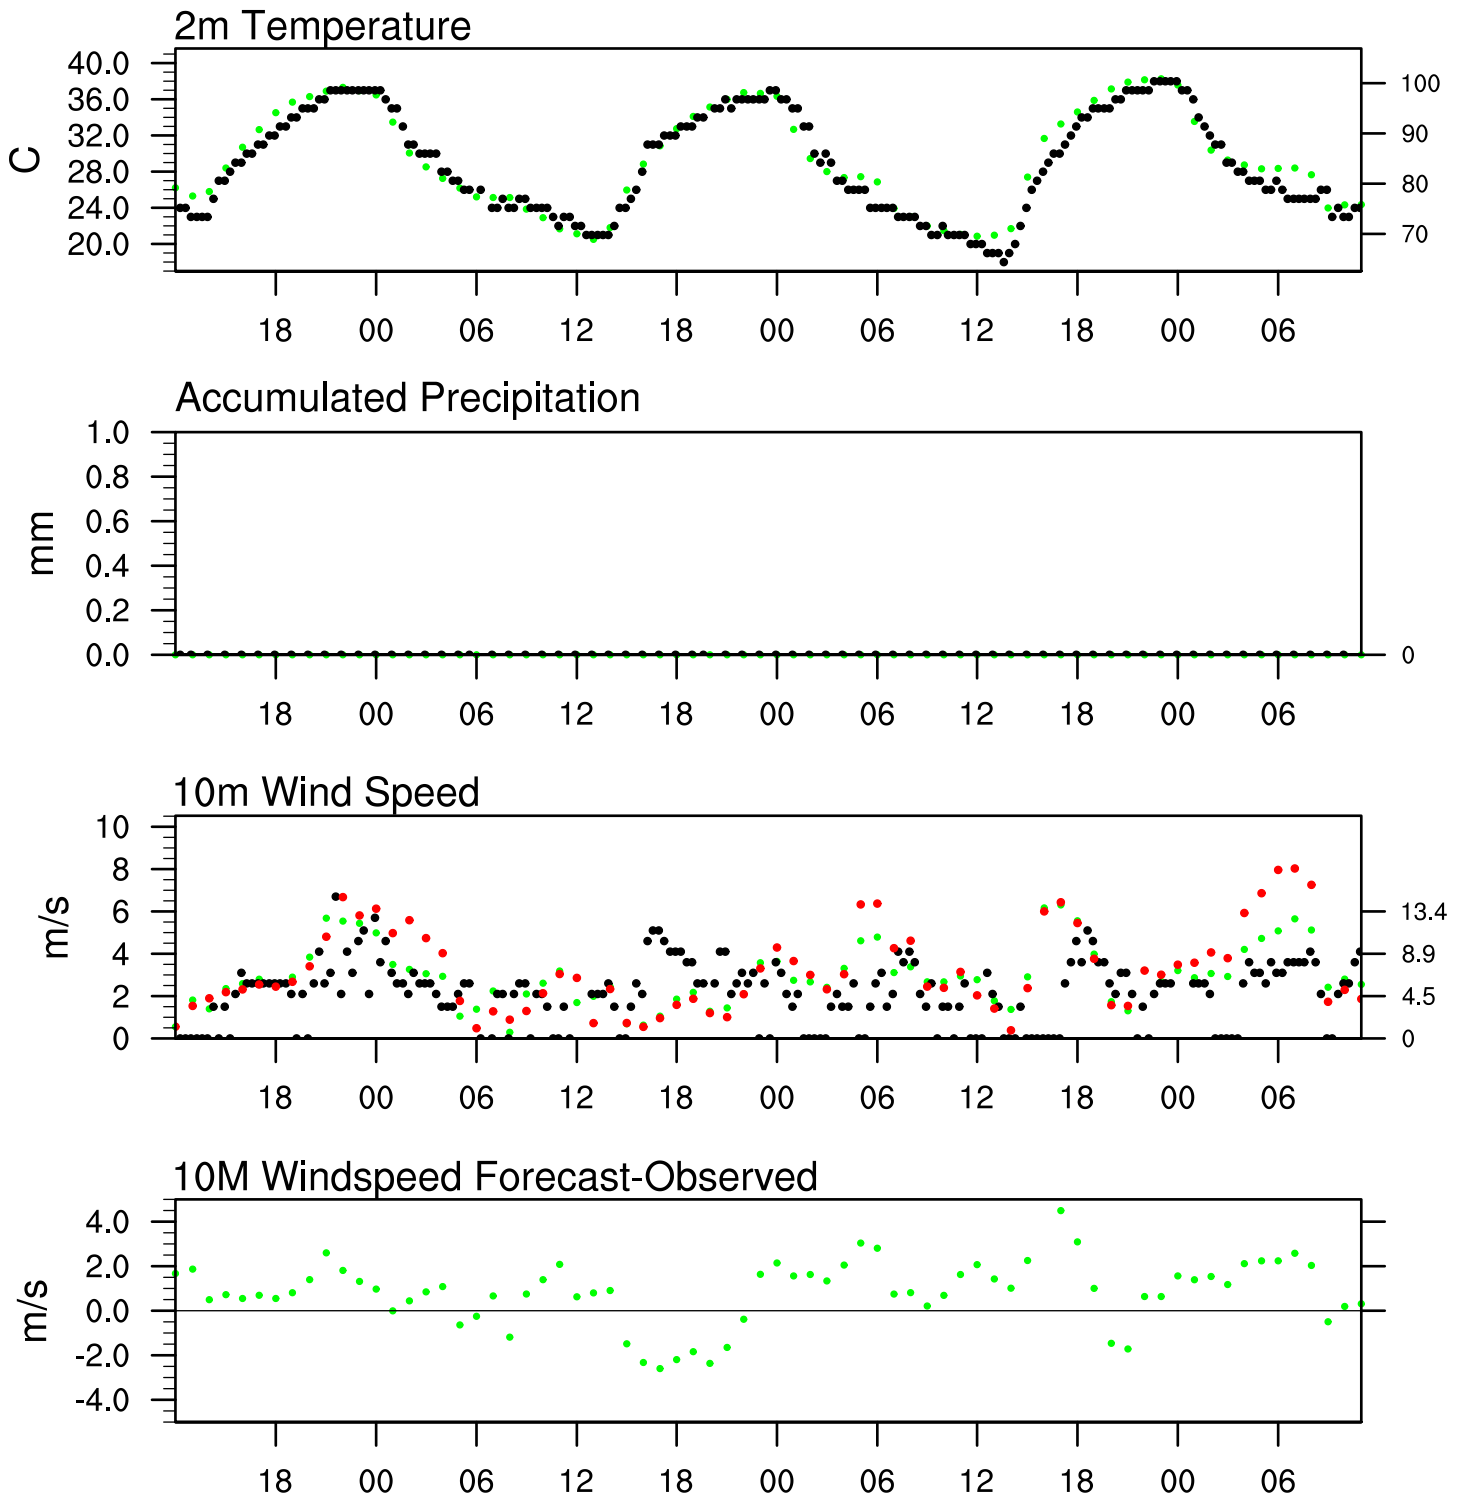 2m Temperature
40.0
36.0
32.0
28.0
24.0
20.0
C
100
90
80
70
18 00 06 12 18 00 06 12 18 00 06
Accumulated Precipitation
1.0
0.8
0.6
0.4
0.2
0.0
mm
0
18 00 06 12 18 00 06 12 18 00 06
10m Wind Speed
10
8
6
4
2
0
m/s
13.4
8.9
4.5
0
18 00 06 12 18 00 06 12 18 00 06
10M Windspeed Forecast-Observed
4.0
2.0
0.0
-2.0
-4.0
m/s
18 00 06 12 18 00 06 12 18 00 06